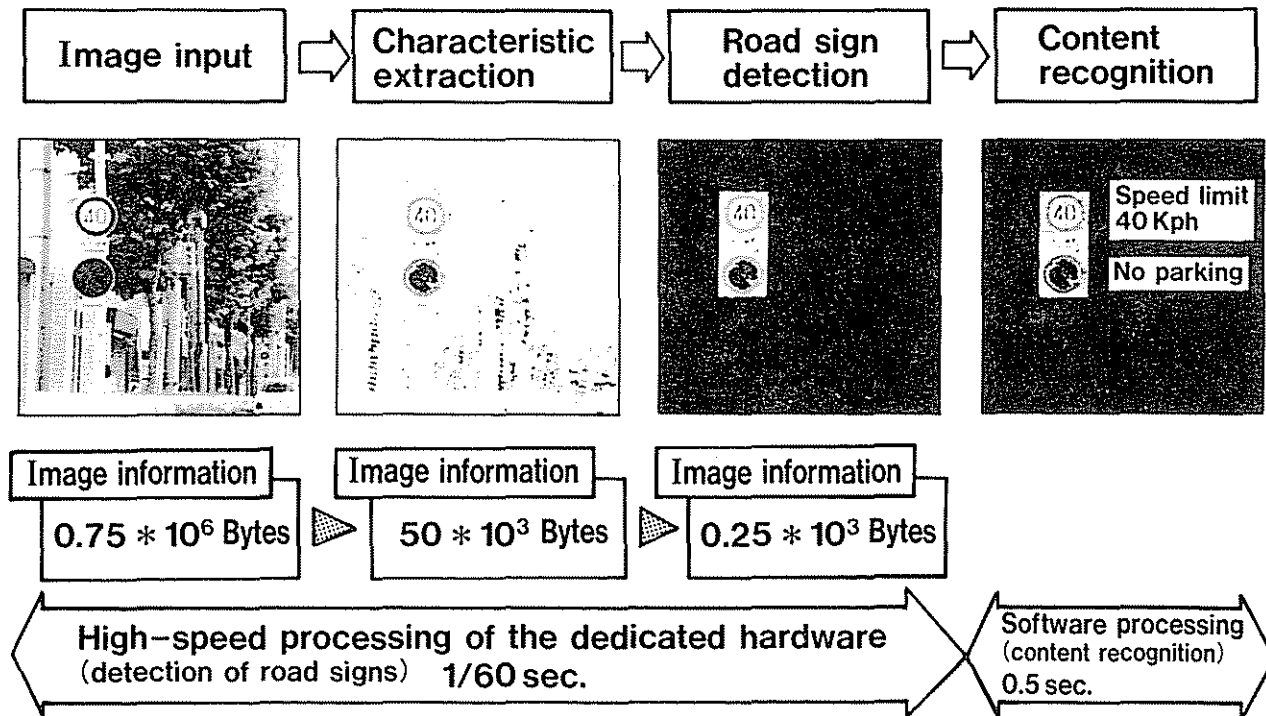 Image input
Characteristic
extraction
Road sign
detection
Content
recognition
40
40
40
40
Speed limit
40 Kph
No parking
Image information
0.75 * 10⁶ Bytes
Image information
50 * 10³ Bytes
Image information
0.25 * 10³ Bytes
High-speed processing of the dedicated hardware
(detection of road signs) 1/60 sec.
Software processing
(content recognition)
0.5 sec.